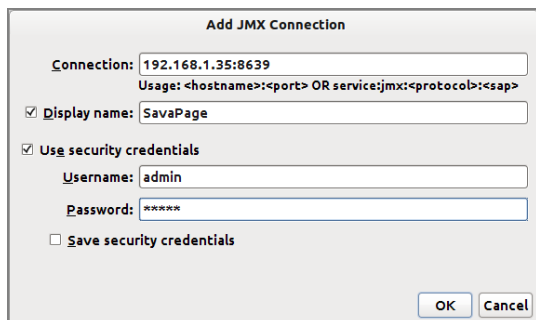 Add JMX Connection
Connection: 192.168.1.35:8639
Usage: <hostname>:<port> OR service:jmx:<protocol>:<sap>
Display name: SavaPage
Use security credentials
Username: admin
Password: *****
Save security credentials
OK Cancel